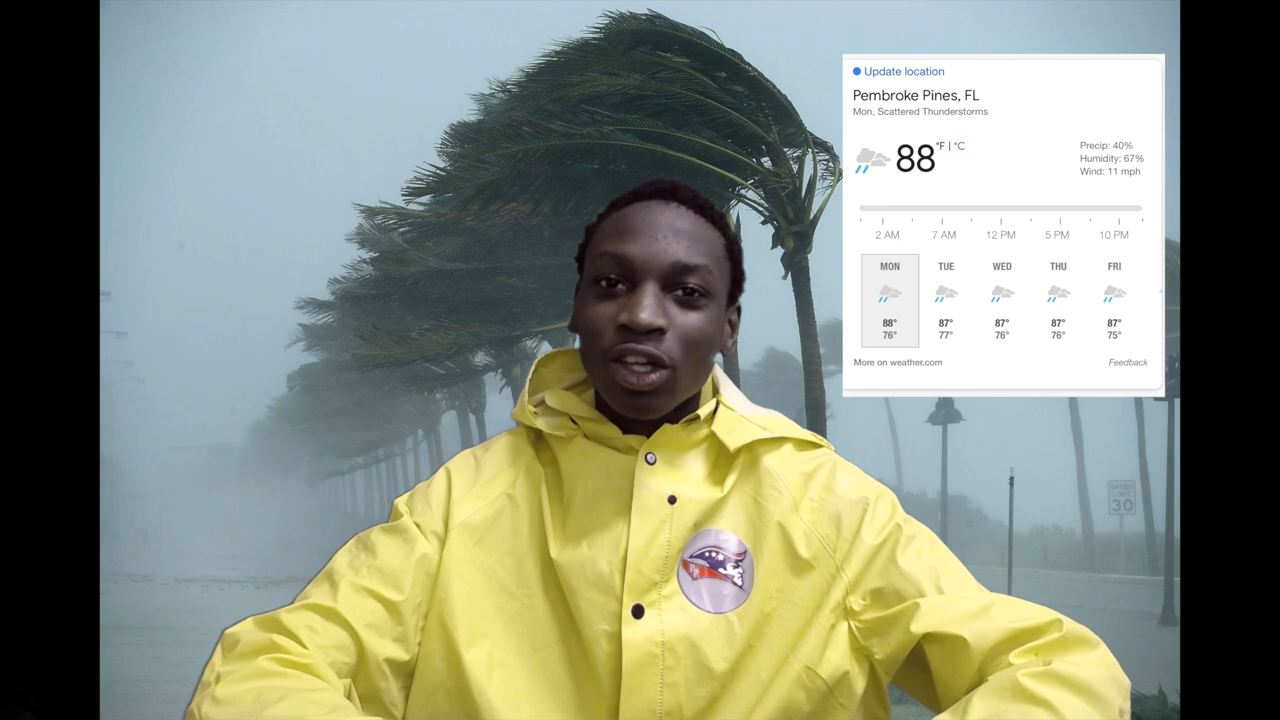 Update location
Pembroke Pines, FL
Mon, Scattered Thunderstorms
88 °F | °C
Precip: 40%
Humidity: 67%
Wind: 11 mph
2 AM 7 AM 12 PM 5 PM 10 PM
MON TUE WED THU FRI
88° 87° 87° 87° 87°
76° 77° 76° 76° 75°
More on weather.com Feedback
SPEED
LIMIT
30